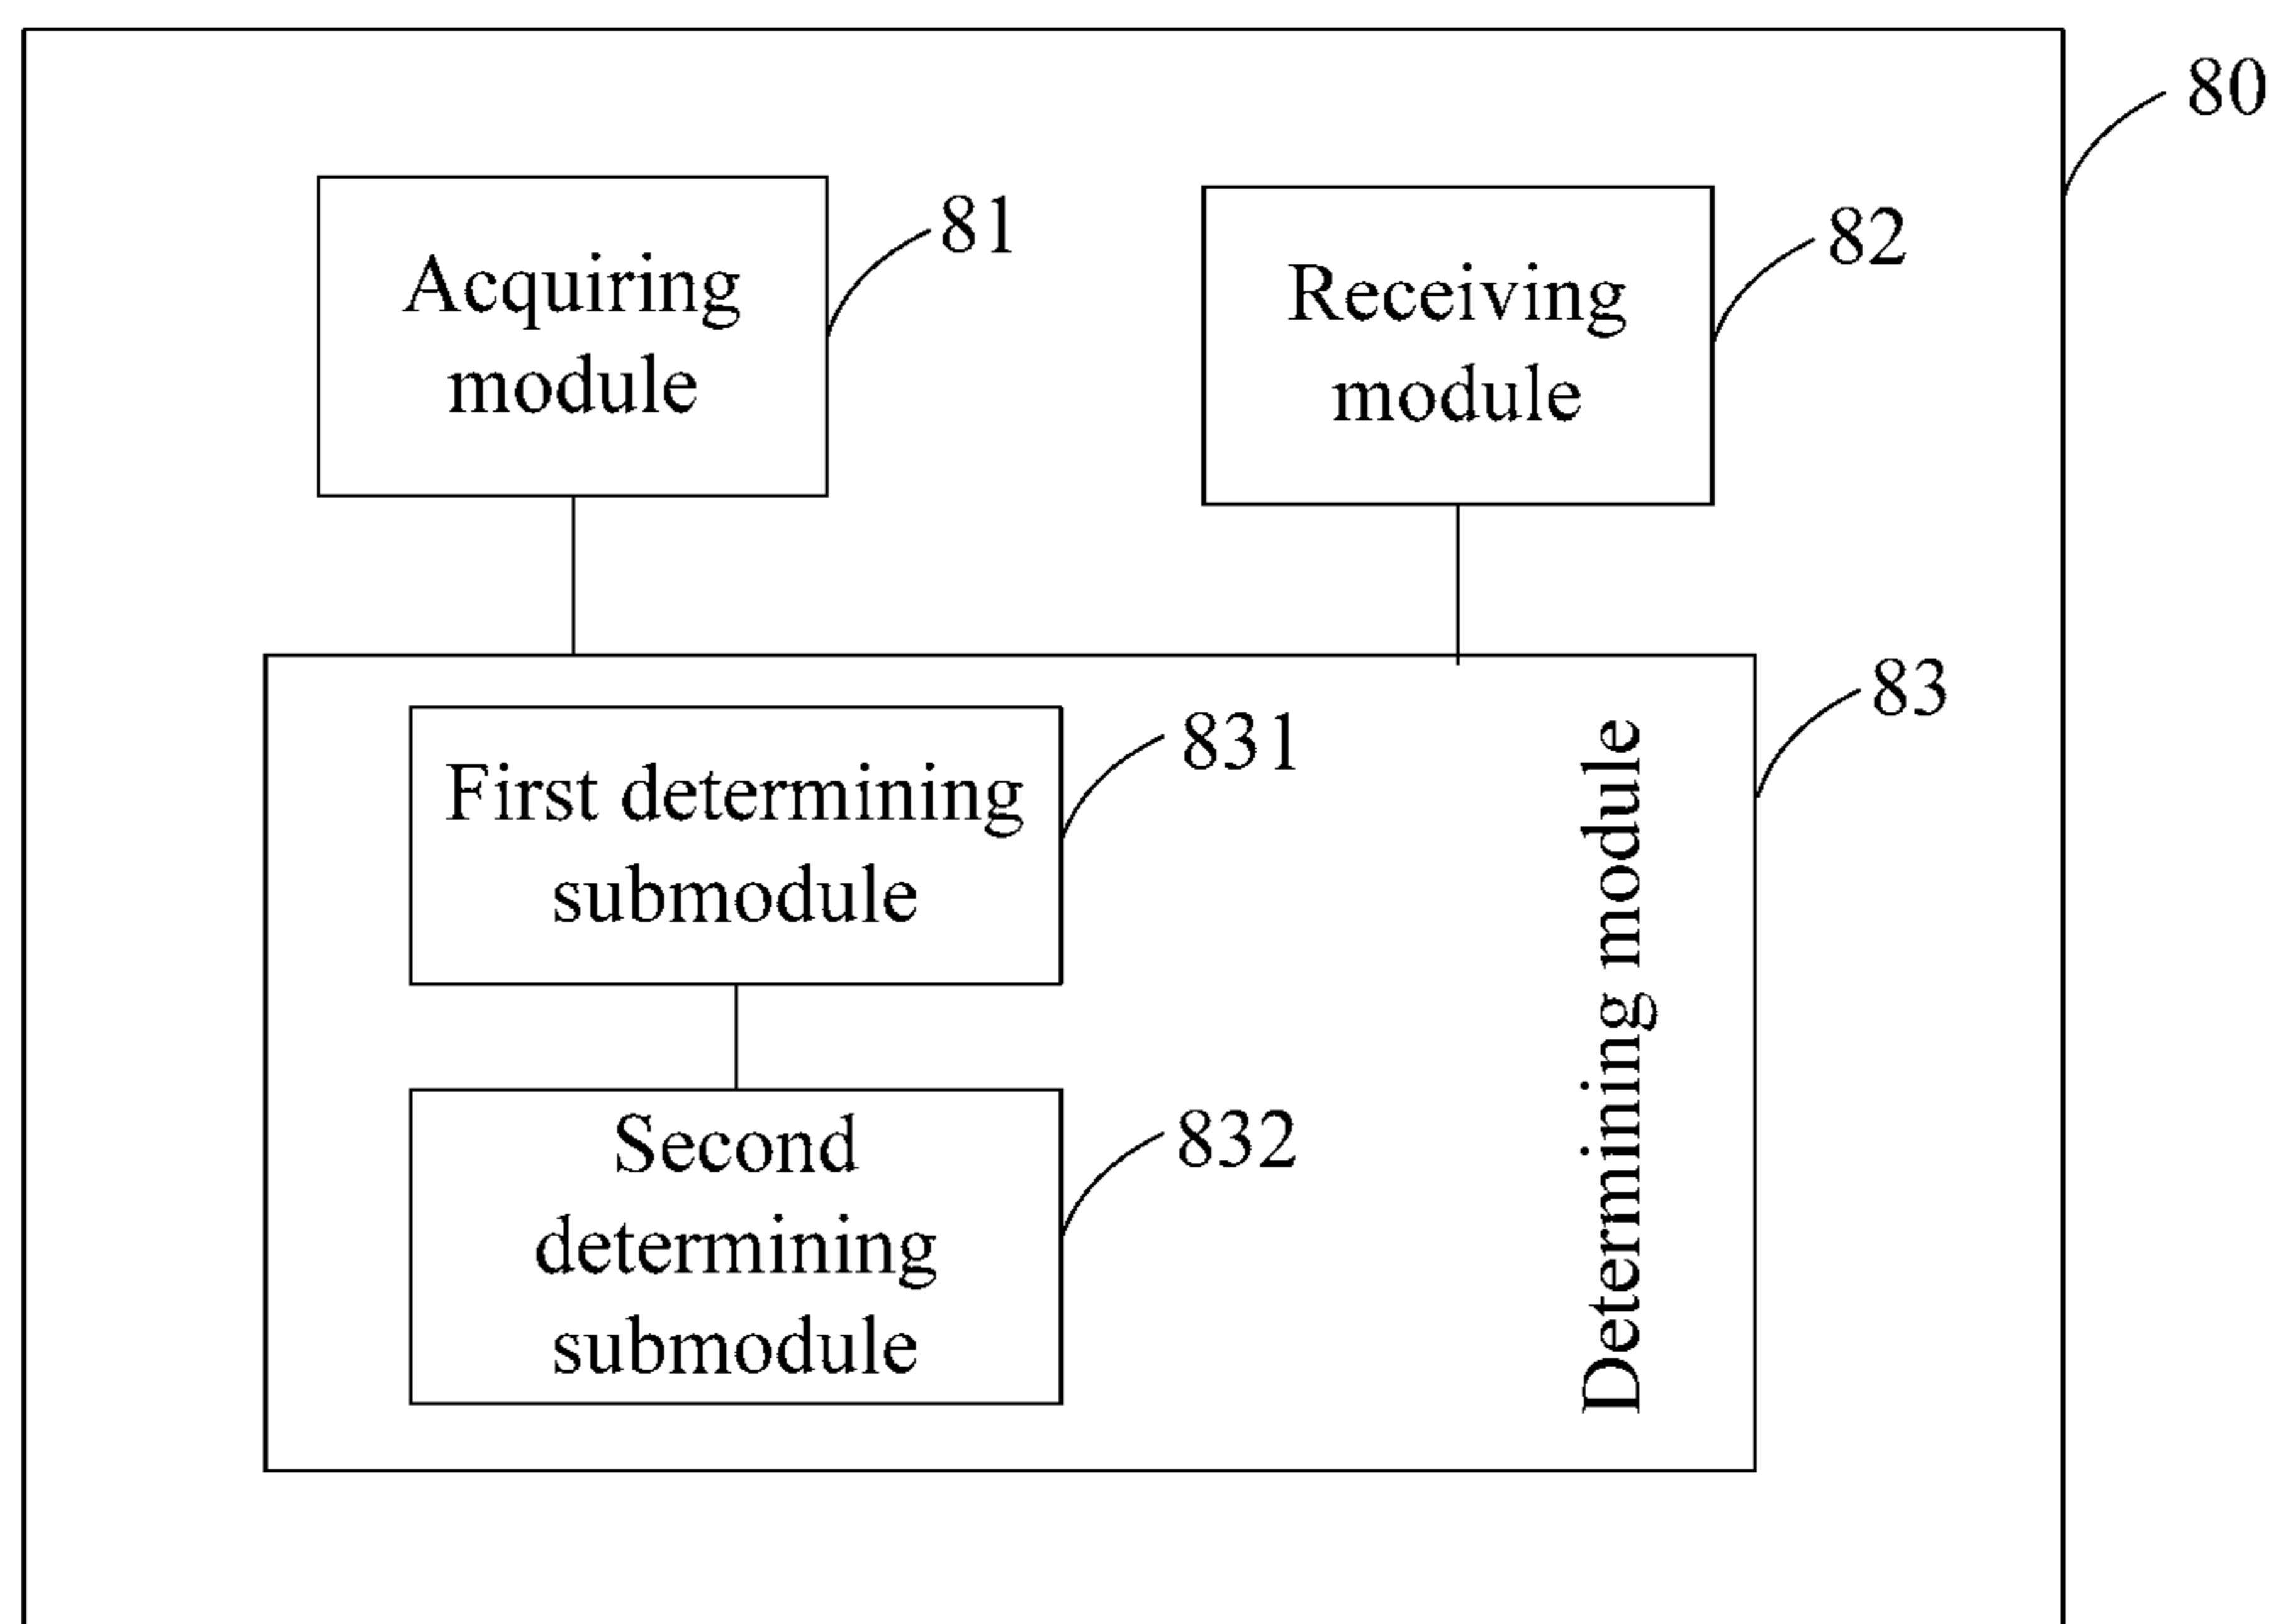 80
81
Acquiring
module
82
Receiving
module
83
831
First determining
submodule
832
Second
determining
submodule
Determining module